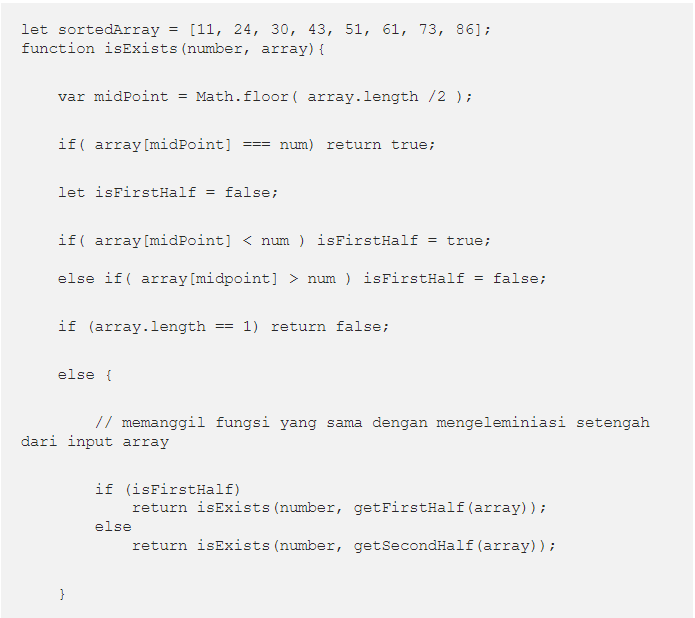 let sortedArray = [11, 24, 30, 43, 51, 61, 73, 86];
function isExists(number, array){
var midPoint = Math.floor( array.length /2 );
if( array[midPoint] === num) return true;
let isFirstHalf = false;
if( array[midPoint] < num ) isFirstHalf = true;
else if( array[midpoint] > num ) isFirstHalf = false;
if (array.length == 1) return false;
else {
// memanggil fungsi yang sama dengan mengeleminiasi setengah
dari input array
if (isFirstHalf)
return isExists(number, getFirstHalf(array));
else
return isExists(number, getSecondHalf(array));
}